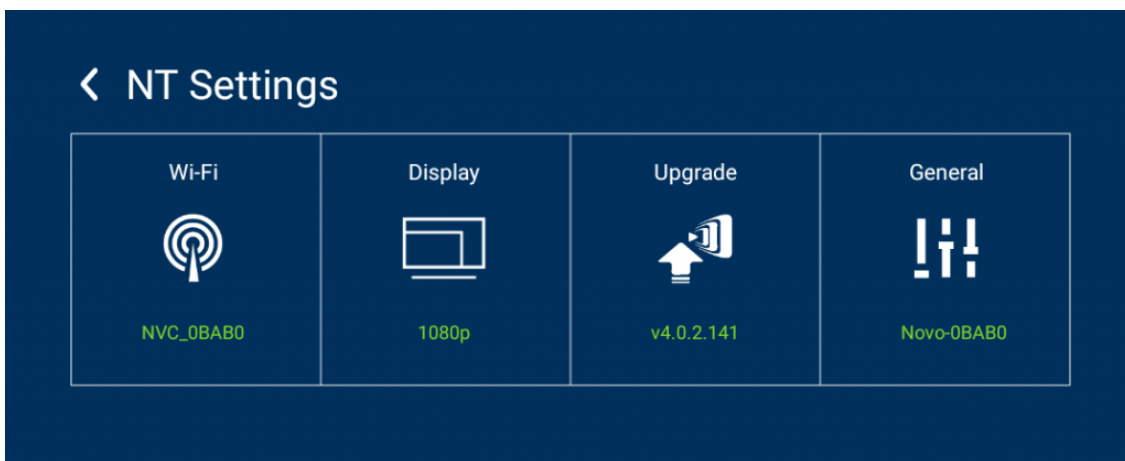 NT Settings
Wi-Fi
Display
Upgrade
General
NVC_0BAB0
1080p
v4.0.2.141
Novo-0BAB0